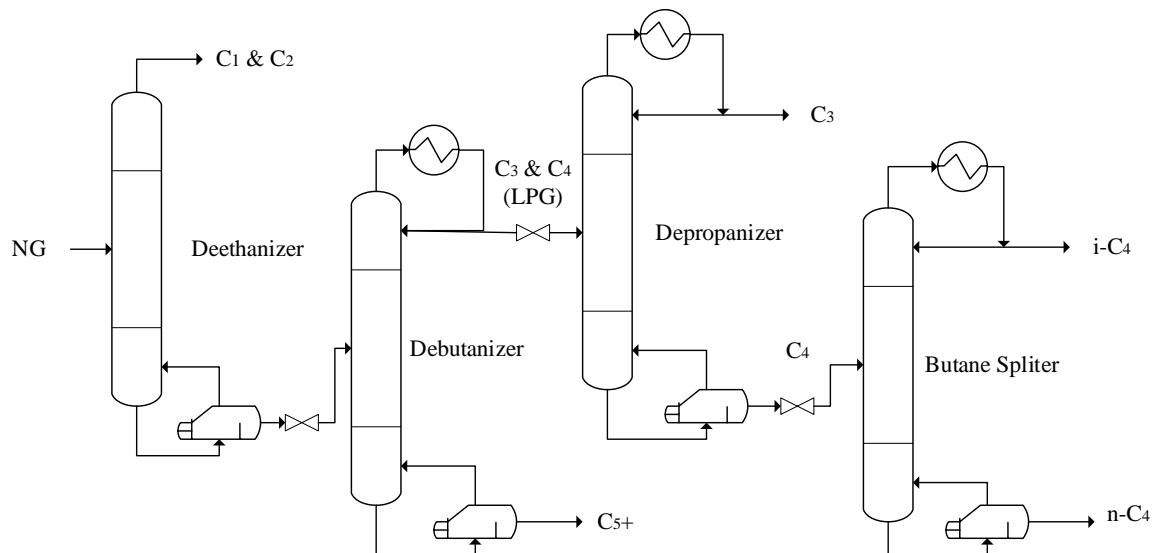 C1 & C2
C3
C3 & C4
(LPG)
NG
Deethanizer
Depropanizer
i-C4
Debutanizer
C4
Butane Spliter
C5+
n-C4